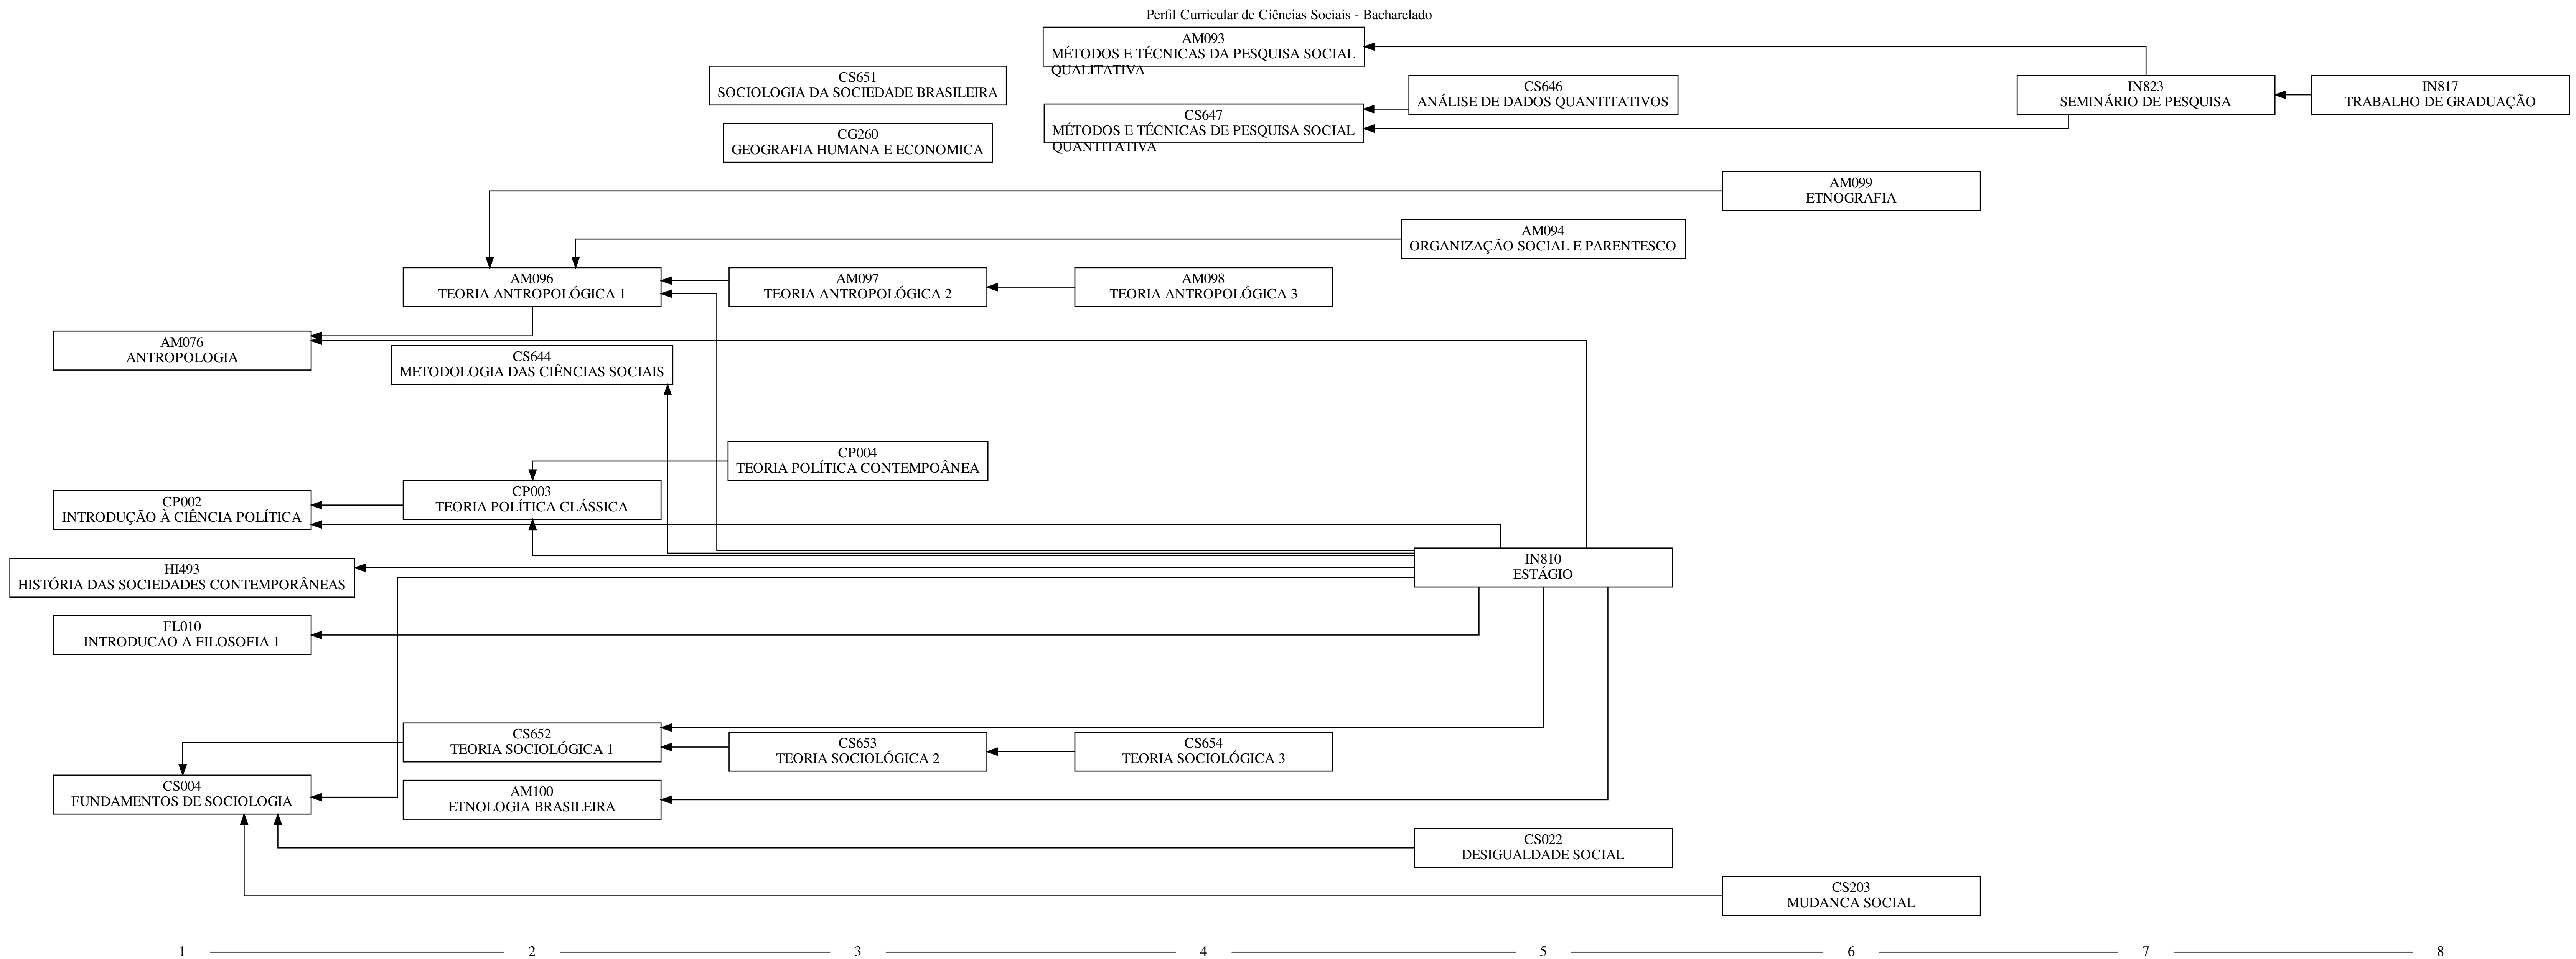 Perfil Curricular de Ciências Sociais - Bacharelado
AM093
MÉTODOS E TÉCNICAS DA PESQUISA SOCIAL
QUALITATIVA
CS651
SOCIOLOGIA DA SOCIEDADE BRASILEIRA
CS646
ANÁLISE DE DADOS QUANTITATIVOS
IN823
SEMINÁRIO DE PESQUISA
IN817
TRABALHO DE GRADUAÇÃO
CS647
MÉTODOS E TÉCNICAS DE PESQUISA SOCIAL
QUANTITATIVA
CG260
GEOGRAFIA HUMANA E ECONOMICA
AM099
ETNOGRAFIA
AM094
ORGANIZAÇÃO SOCIAL E PARENTESCO
AM096
TEORIA ANTROPOLÓGICA 1
AM097
TEORIA ANTROPOLÓGICA 2
AM098
TEORIA ANTROPOLÓGICA 3
AM076
ANTROPOLOGIA
CS644
METODOLOGIA DAS CIÊNCIAS SOCIAIS
CP004
TEORIA POLÍTICA CONTEMPOÂNEA
CP003
TEORIA POLÍTICA CLÁSSICA
CP002
INTRODUÇÃO À CIÊNCIA POLÍTICA
IN810
ESTÁGIO
HI493
HISTÓRIA DAS SOCIEDADES CONTEMPORÂNEAS
FL010
INTRODUCAO A FILOSOFIA 1
CS652
TEORIA SOCIOLÓGICA 1
CS653
TEORIA SOCIOLÓGICA 2
CS654
TEORIA SOCIOLÓGICA 3
CS004
FUNDAMENTOS DE SOCIOLOGIA
AM100
ETNOLOGIA BRASILEIRA
CS022
DESIGUALDADE SOCIAL
CS203
MUDANCA SOCIAL
1 2 3 4 5 6 7 8